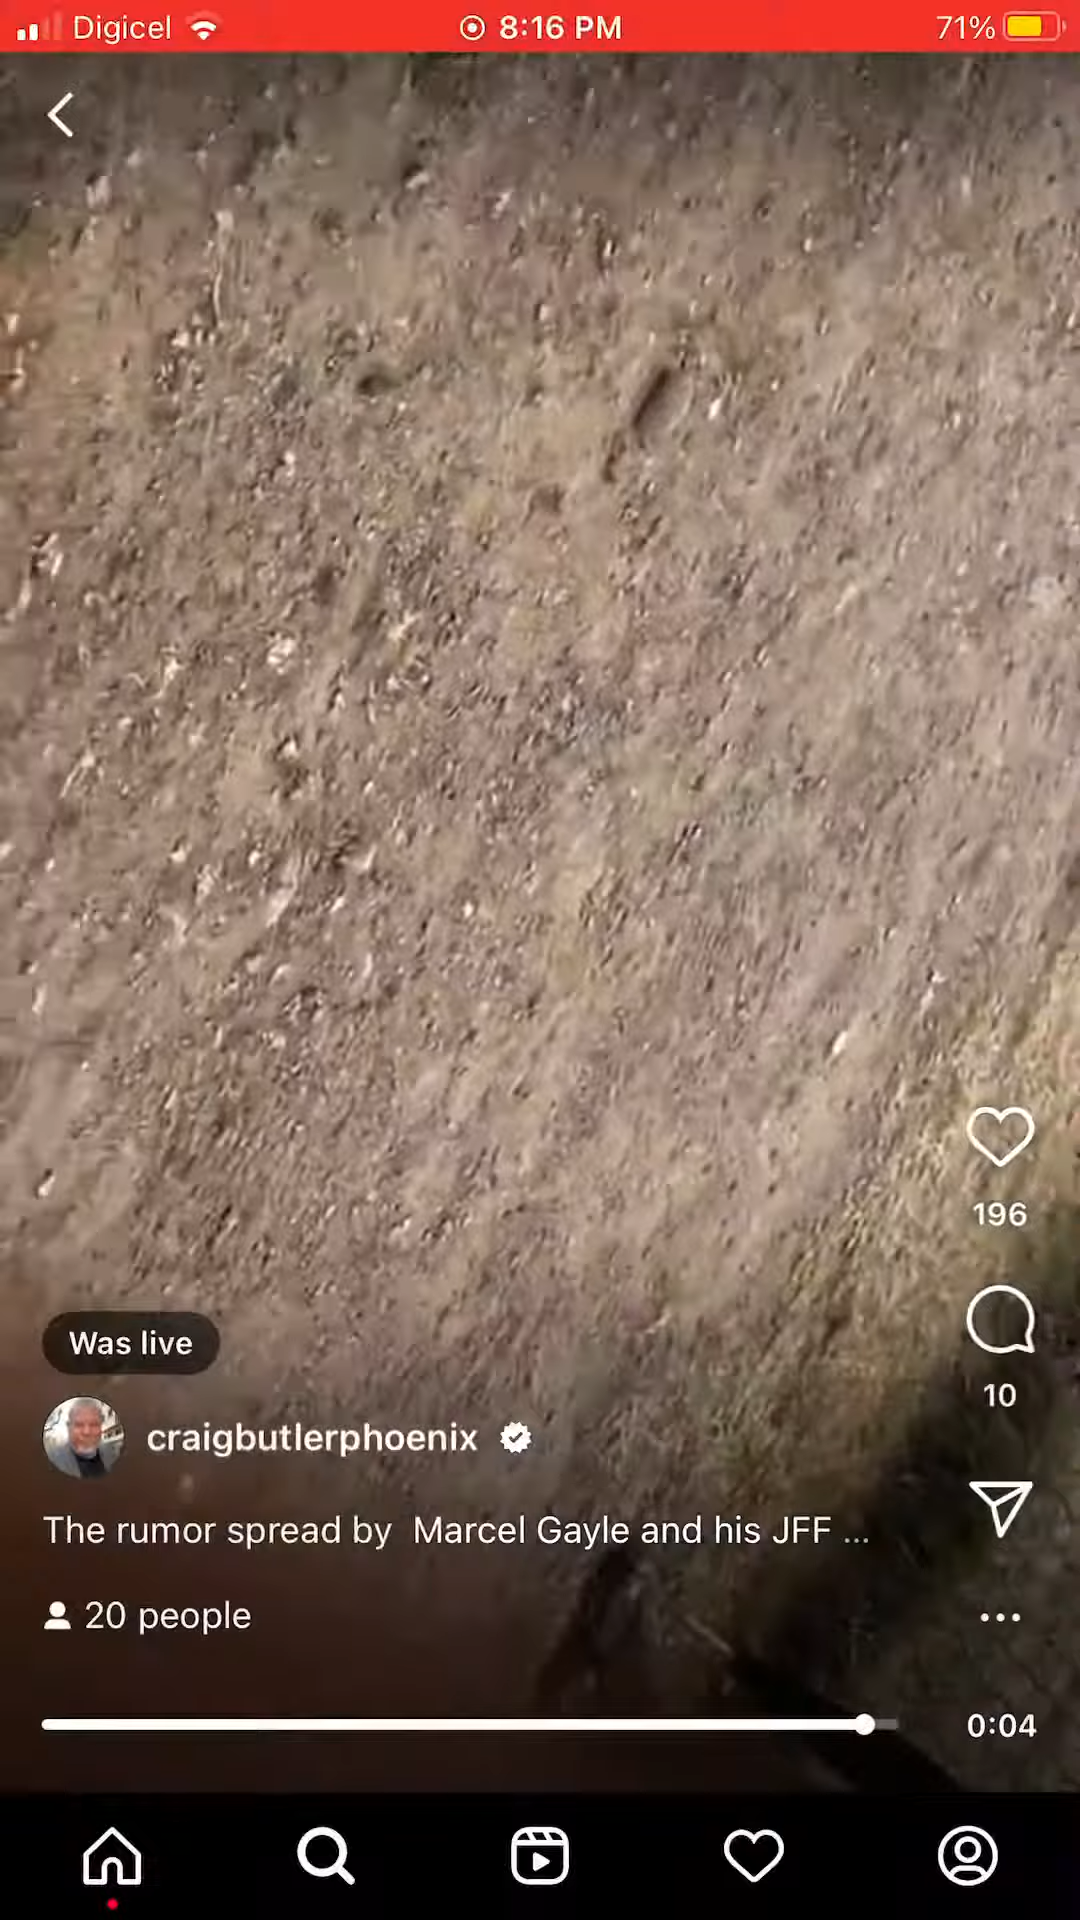 Digicel 8:16 PM 71%
196
Was live
10
craigbutlerphoenix
The rumor spread by Marcel Gayle and his JFF ...
20 people
0:04